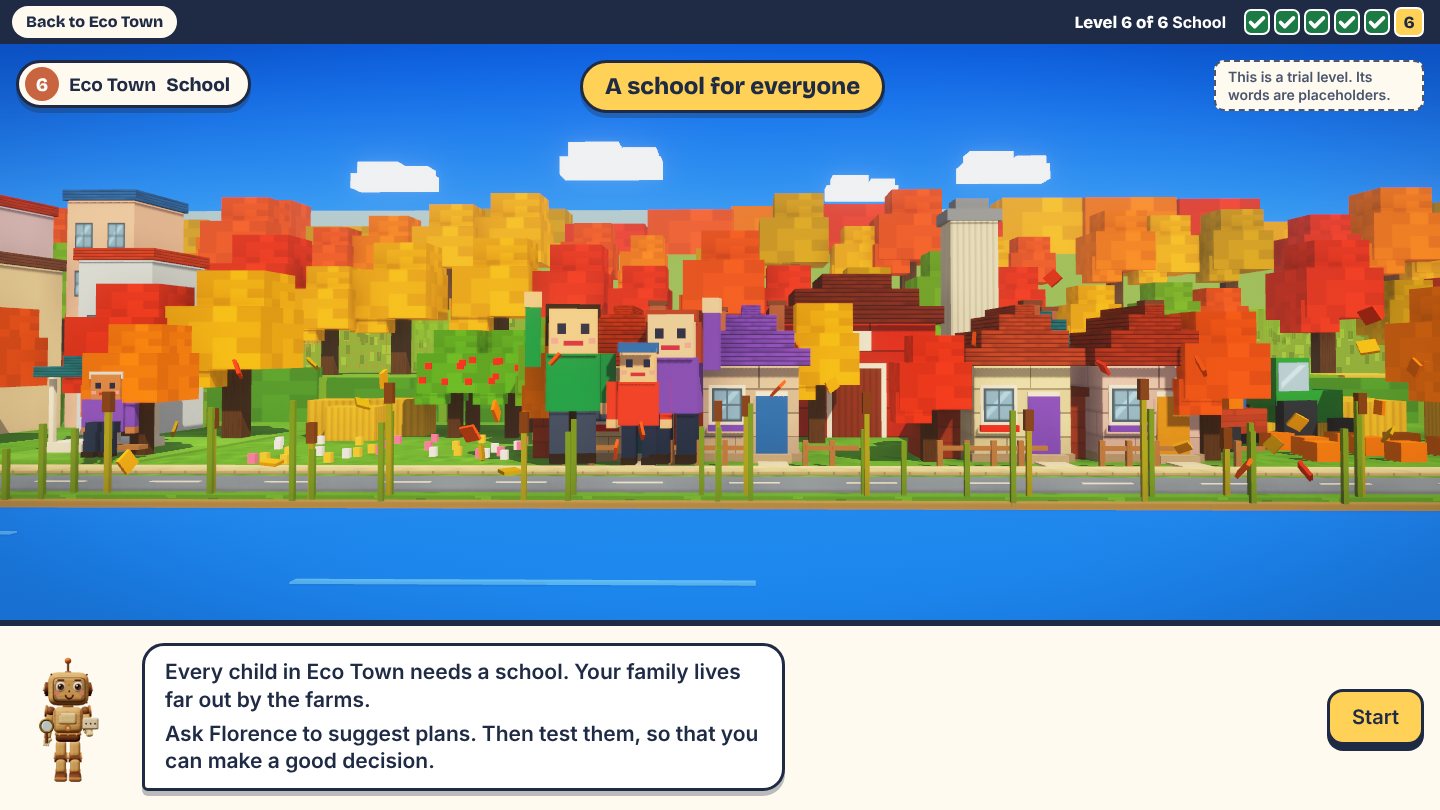 Back to Eco Town
Level 6 of 6 School
6
6
Eco Town School
A school for everyone
This is a trial level. Its
words are placeholders.
Every child in Eco Town needs a school. Your family lives
far out by the farms.
Ask Florence to suggest plans. Then test them, so that you
can make a good decision.
Start